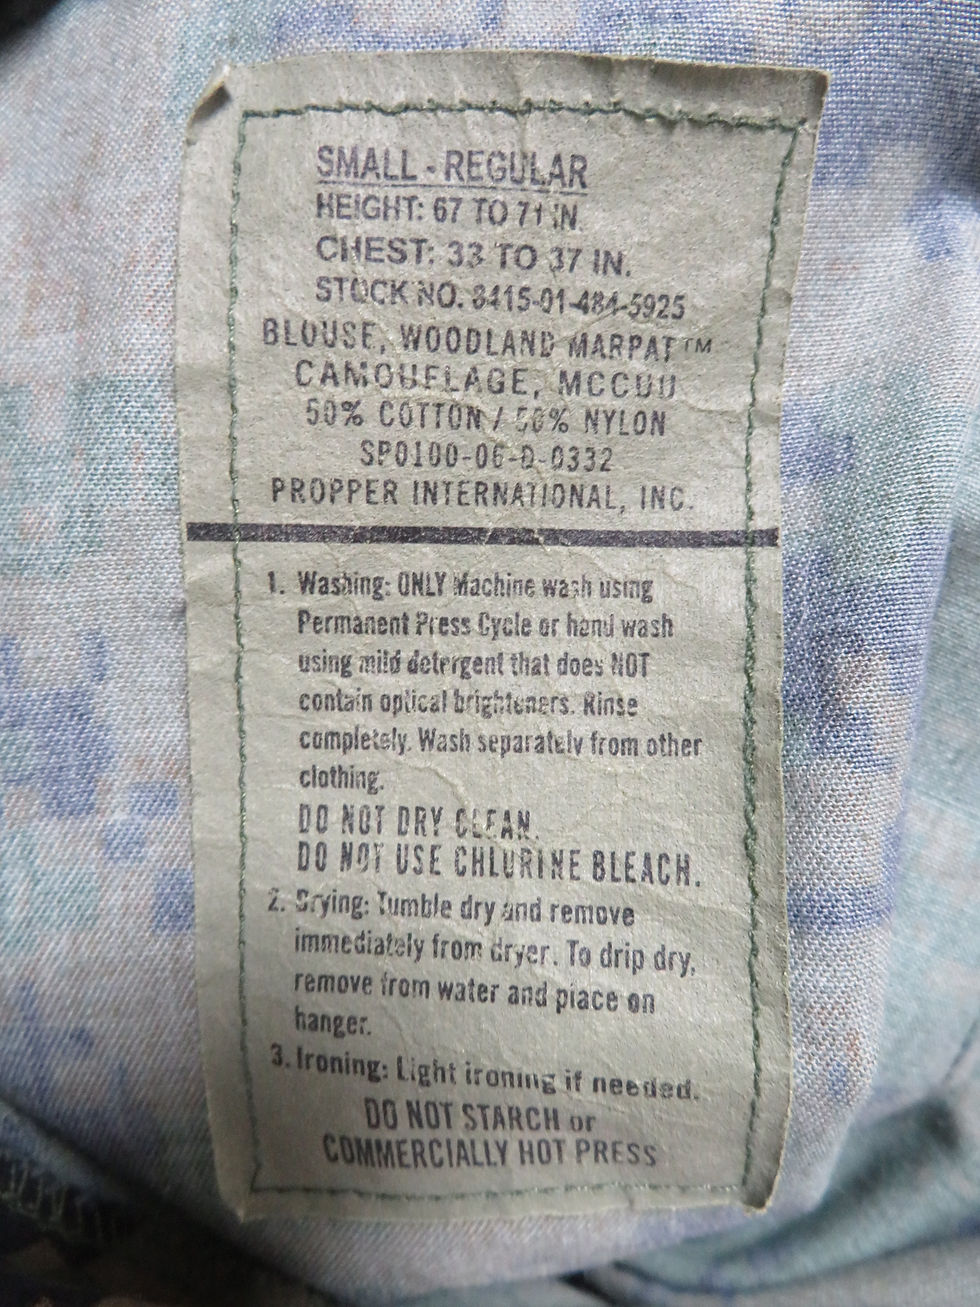 SMALL - REGULAR
HEIGHT: 67 TO 71 IN.
CHEST: 33 TO 37 IN.
STOCK NO. 8415-01-484-5925
BLOUSE, WOODLAND MARPAT™
CAMOUFLAGE, MCCUU
50% COTTON / 50% NYLON
SP0100-06-D-0332
PROPPER INTERNATIONAL, INC.
1. Washing: ONLY Machine wash using
Permanent Press Cycle or hand wash
using mild detergent that does NOT
contain optical brighteners. Rinse
completely. Wash separately from other
clothing.
DO NOT DRY CLEAN.
DO NOT USE CHLORINE BLEACH.
2. Drying: Tumble dry and remove
immediately from dryer. To drip dry,
remove from water and place on
hanger.
3. Ironing: Light ironing if needed.
DO NOT STARCH or
COMMERCIALLY HOT PRESS